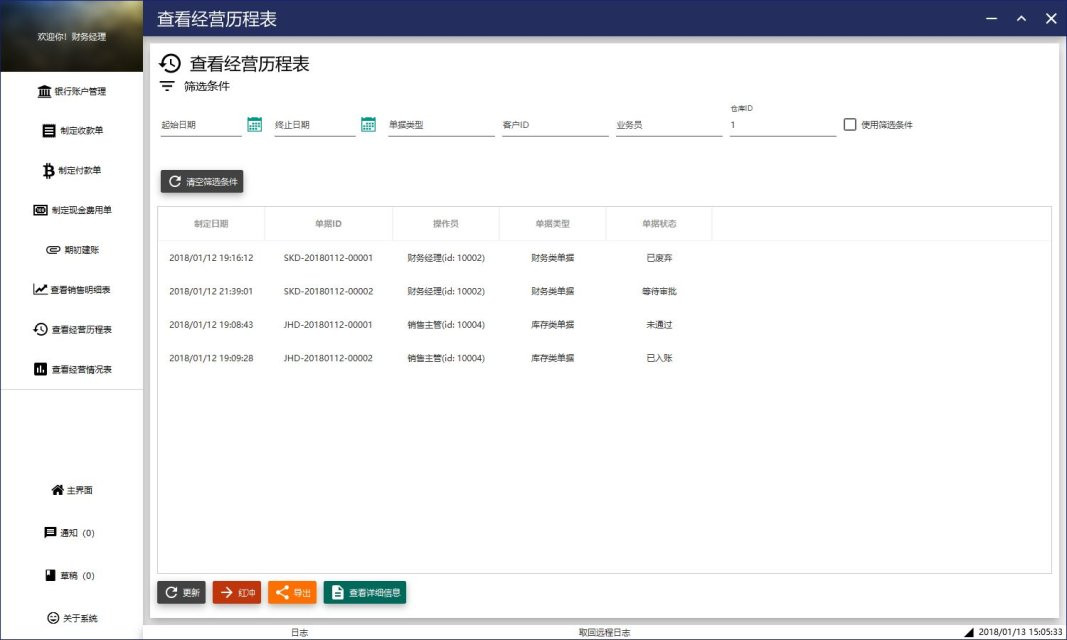 欢迎你！财务经理
银行账户管理
制定收款单
制定付款单
制定现金费用单
期初建账
查看销售明细表
查看经营历程表
查看经营情况表
主界面
通知 (0)
草稿 (0)
关于系统
查看经营历程表
查看经营历程表
筛选条件
起始日期 终止日期 单据类型 客户ID 业务员 仓库ID 1 使用筛选条件
清空筛选条件
制定日期 单据ID 操作员 单据类型 单据状态
2018/01/12 19:16:12 SKD-20180112-00001 财务经理(id: 10002) 财务类单据 已废弃
2018/01/12 21:39:01 SKD-20180112-00002 财务经理(id: 10002) 财务类单据 等待审批
2018/01/12 19:08:43 JHD-20180112-00001 销售主管(id: 10004) 库存类单据 未通过
2018/01/12 19:09:28 JHD-20180112-00002 销售主管(id: 10004) 库存类单据 已入账
更新 红冲 导出 查看详细信息
日志 取回远程日志 2018/01/13 15:05:33